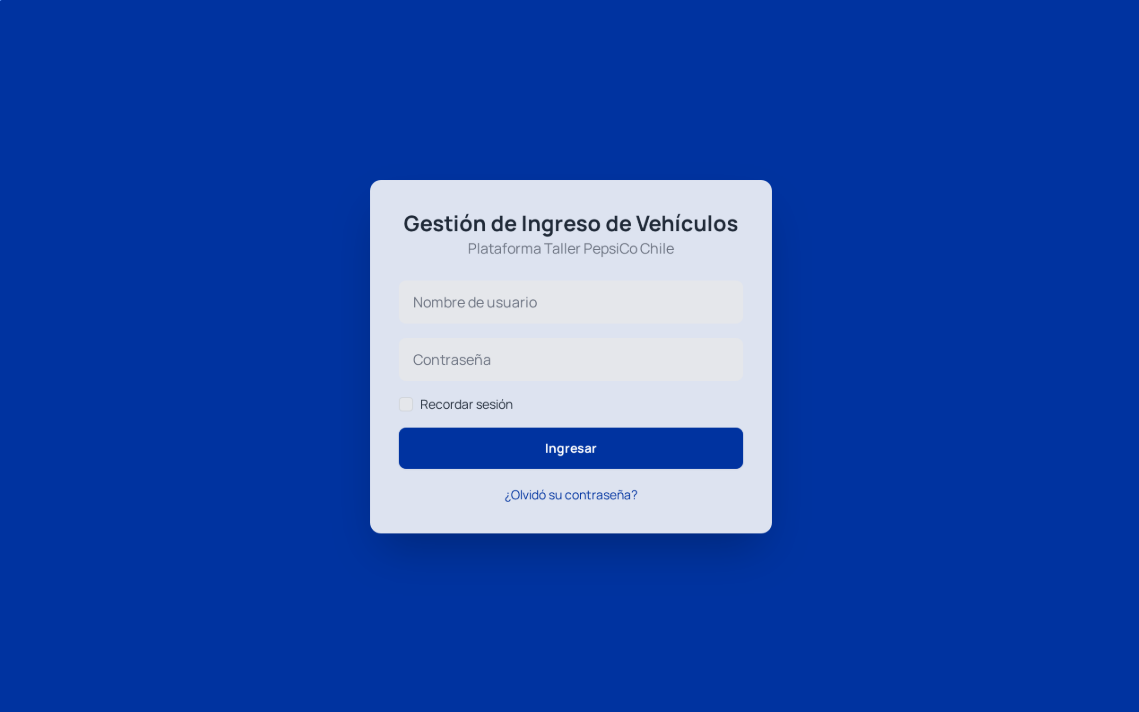 Gestión de Ingreso de Vehículos
Plataforma Taller PepsiCo Chile
Nombre de usuario
Contraseña
Recordar sesión
Ingresar
¿Olvidó su contraseña?